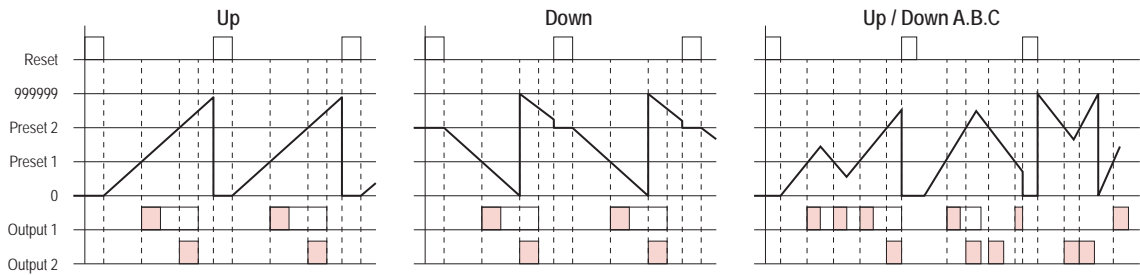 Up
Down
Up / Down A.B.C
Reset
999999
Preset 2
Preset 1
0
Output 1
Output 2